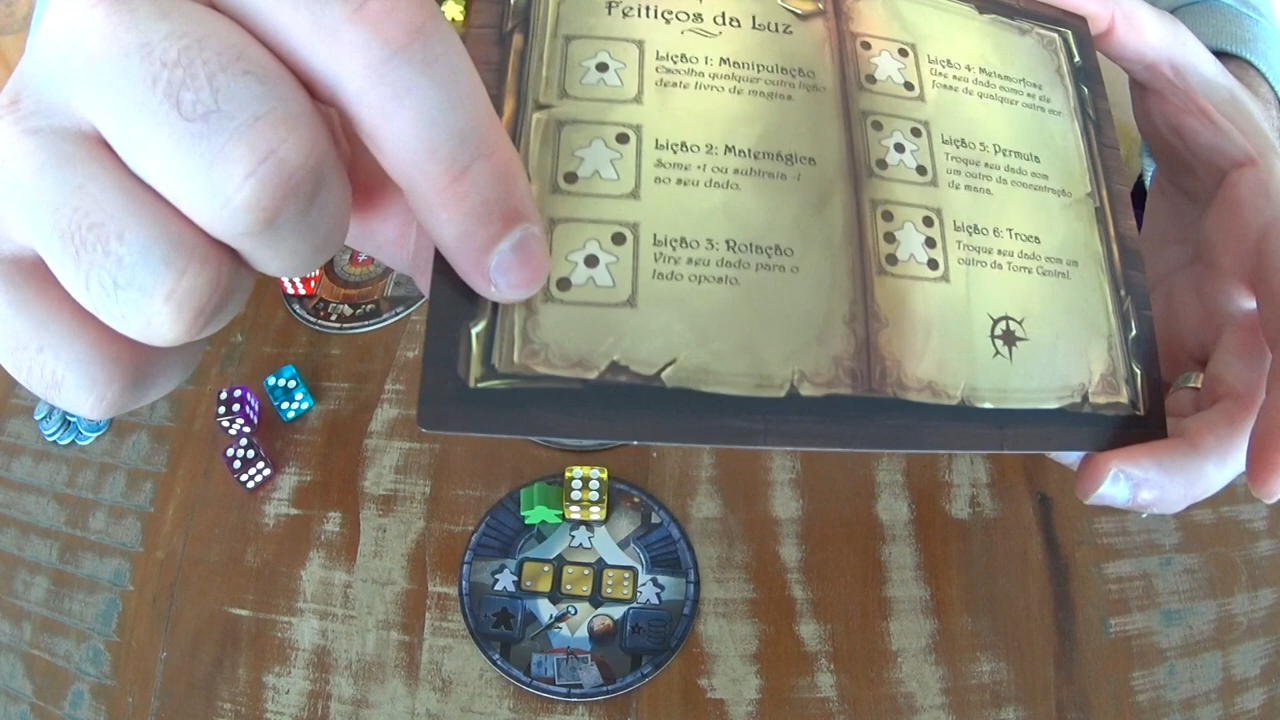 Feitiços da Luz
Lição 1: Manipulação
Escolha qualquer outra lição
deste livro de magias.
Lição 2: Matemágica
Some +1 ou subtraia -1
ao seu dado.
Lição 3: Rotação
Vire seu dado para o
lado oposto.
Lição 4: Metamorfose
Use seu dado como se ele
fosse de qualquer outra cor.
Lição 5: Permuta
Troque seu dado com
um outro da concentração
de mana.
Lição 6: Troca
Troque seu dado com um
outro da Torre Central.